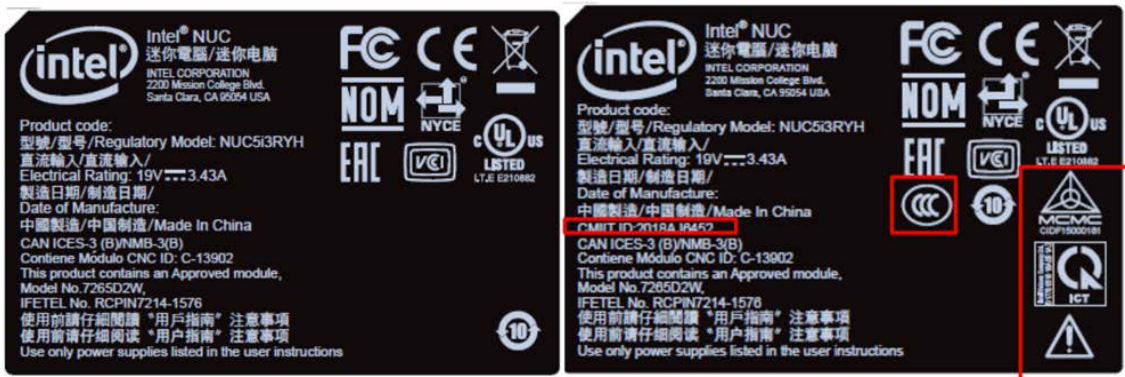 intel®
Intel® NUC
迷你電腦/迷你电脑
INTEL CORPORATION
2200 Mission College Blvd.
Santa Clara, CA 95054 USA
Product code:
型號/型号/Regulatory Model: NUC5i3RYH
直流輸入/直流输入/
Electrical Rating: 19V⎓3.43A
製造日期/制造日期/
Date of Manufacture:
中國製造/中国制造/Made In China
CAN ICES-3 (B)/NMB-3(B)
Contiene Módulo CNC ID: C-13902
This product contains an Approved module,
Model No.7265D2W,
IFETEL No. RCPIN7214-1576
使用前請仔細閱讀〝用戶指南〞注意事項
使用前请仔细阅读〝用户指南〞注意事项
Use only power supplies listed in the user instructions
FC CE
NOM
NYCE
C UL US
LISTED
I.T.E E210882
EAC
VCI
10
intel®
Intel® NUC
迷你電腦/迷你电脑
INTEL CORPORATION
2200 Mission College Blvd.
Santa Clara, CA 95054 USA
Product code:
型號/型号/Regulatory Model: NUC5i3RYH
直流輸入/直流输入/
Electrical Rating: 19V⎓3.43A
製造日期/制造日期/
Date of Manufacture:
中國製造/中国制造/Made In China
CMIIT ID:2018AJ6452
CAN ICES-3 (B)/NMB-3(B)
Contiene Módulo CNC ID: C-13902
This product contains an Approved module,
Model No.7265D2W,
IFETEL No. RCPIN7214-1576
使用前請仔細閱讀〝用戶指南〞注意事項
使用前请仔细阅读〝用户指南〞注意事项
Use only power supplies listed in the user instructions
FC CE
NOM
NYCE
C UL US
LISTED
I.T.E E210882
EAC
VCI
CCC
10
MCMC
CIDF15000181
ICT